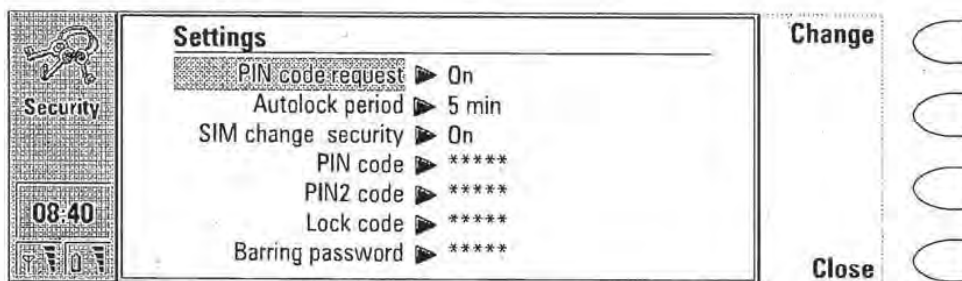 Settings
Change
PIN code request ▶ On
Security
Autolock period ▶ 5 min
SIM change security ▶ On
PIN code ▶ *****
PIN2 code ▶ *****
08:40
Lock code ▶ *****
Barring password ▶ *****
Close